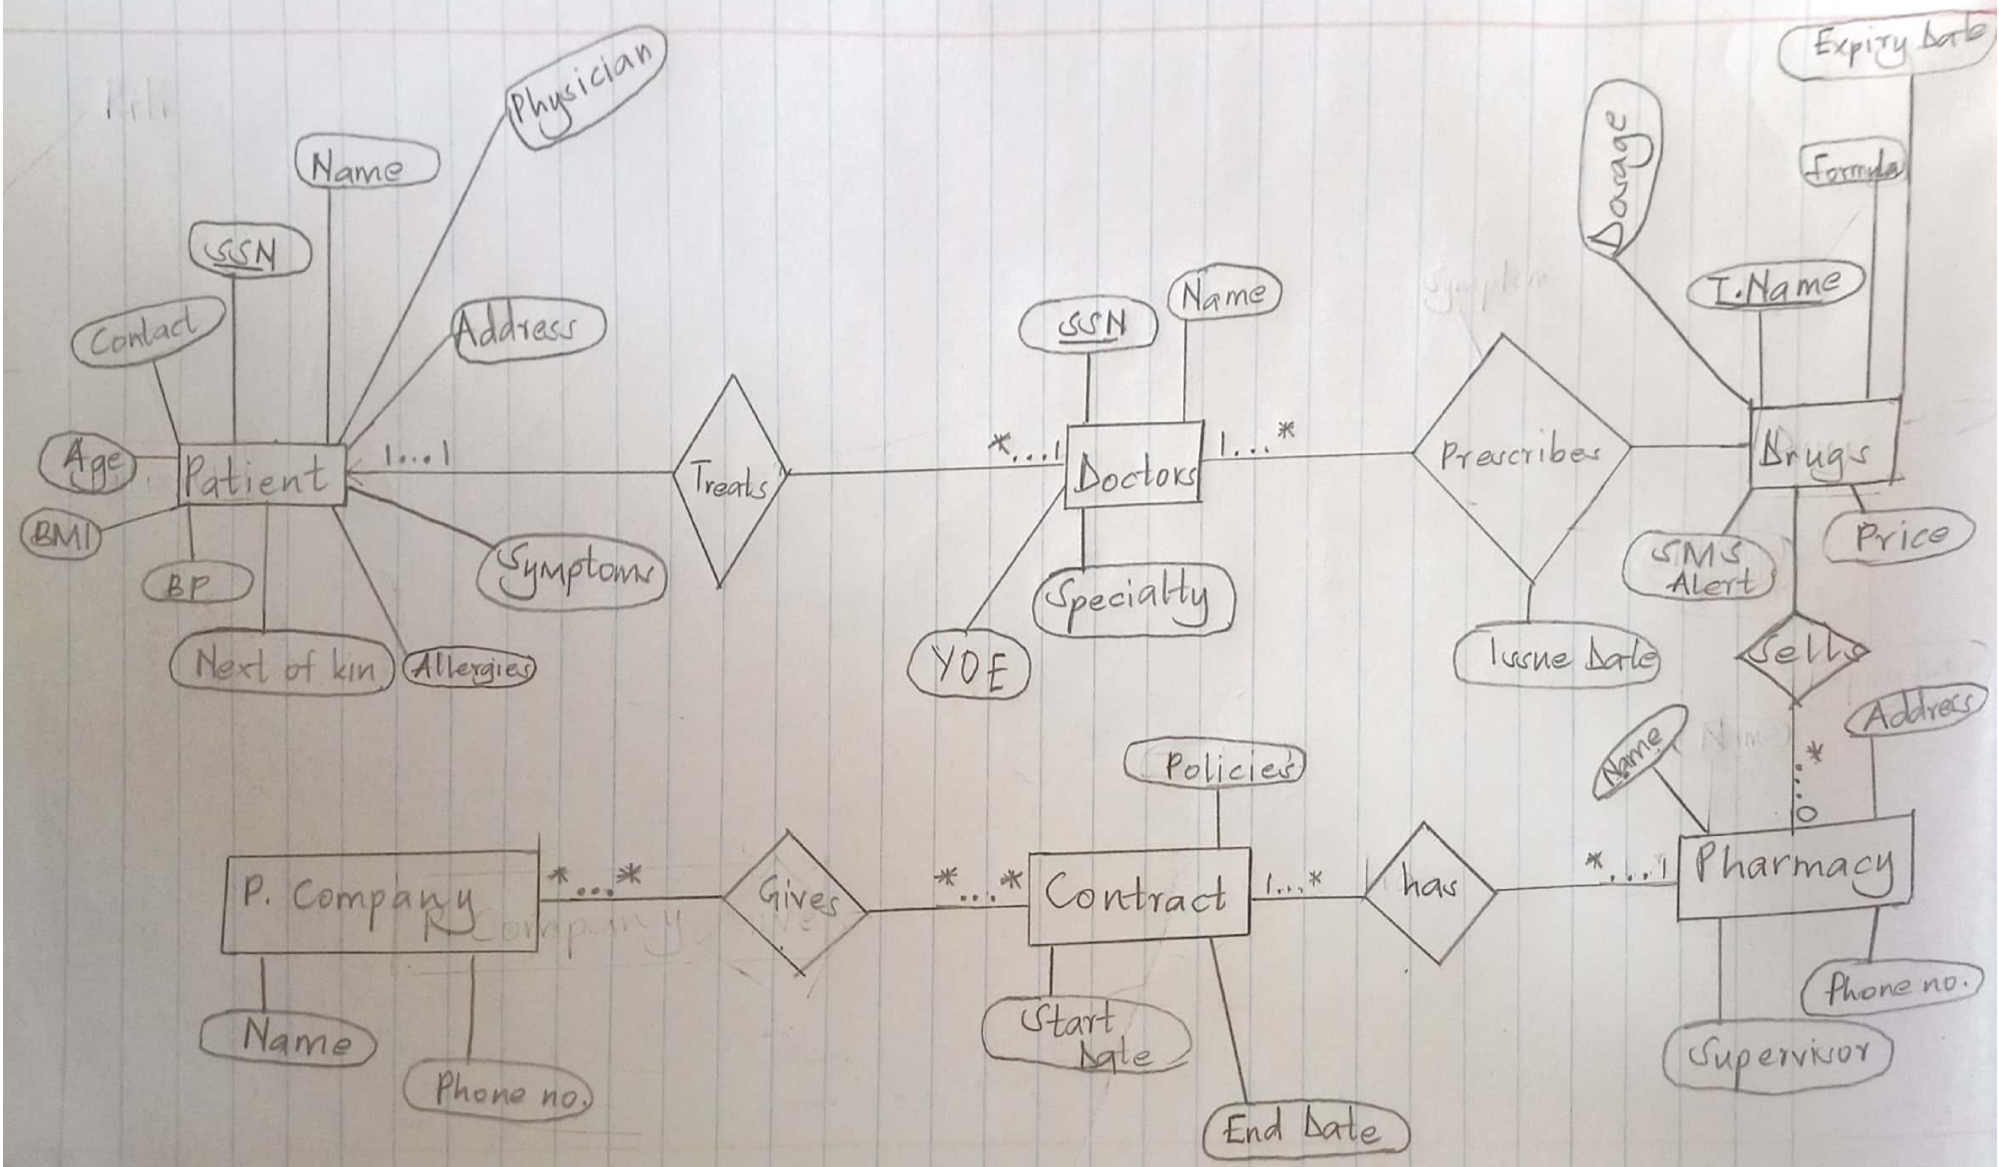 Expiry Date
Physician
Dosage
Name
Formula
SSN
Name
T.Name
Contact
Address
SSN
1...1
*...1
1...*
Age
Patient
Treats
Doctors
Prescribes
Drugs
BMI
BP
Symptoms
Specialty
SMS
Alert
Price
Next of kin
Allergies
YOE
Issue Date
Sells
Name
Address
Policies
*
...
0
P. Company
*...*
Gives
*...*
Contract
1...*
has
*...1
Pharmacy
Name
Phone no.
Start
Date
End Date
Supervisor
Phone no.